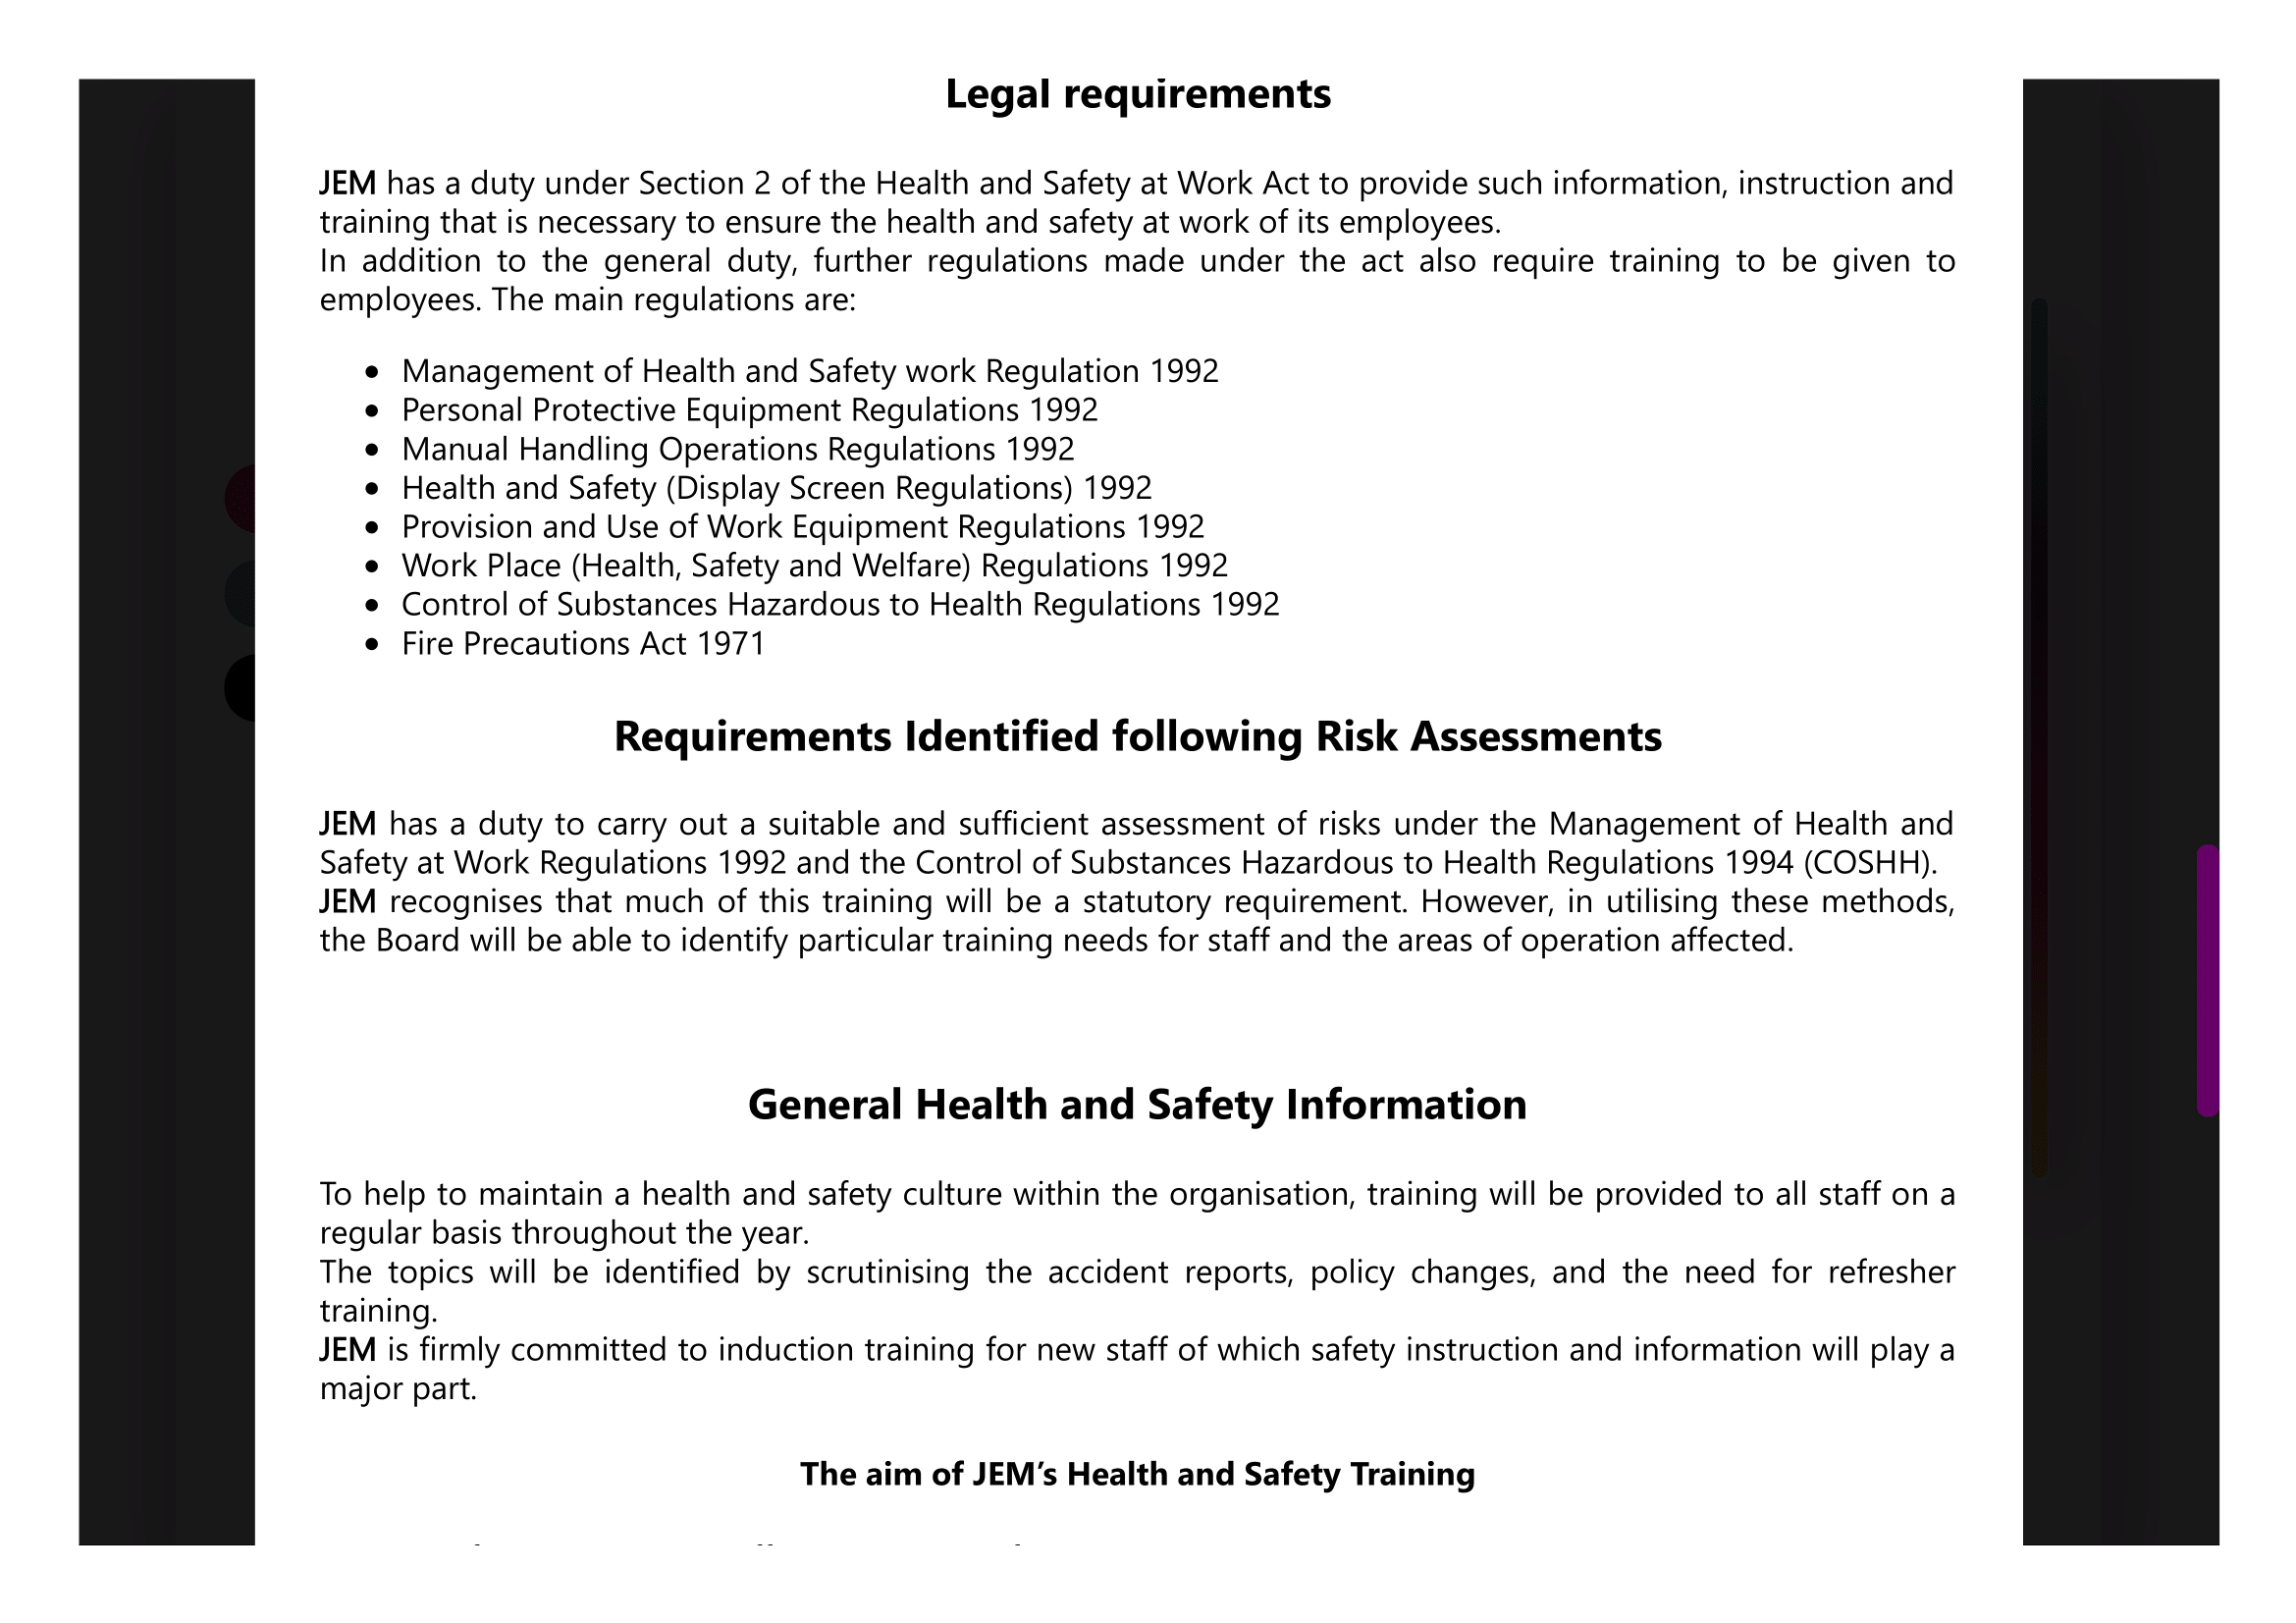 Legal requirements
JEM has a duty under Section 2 of the Health and Safety at Work Act to provide such information, instruction and
training that is necessary to ensure the health and safety at work of its employees.
In addition to the general duty, further regulations made under the act also require training to be given to
employees. The main regulations are:
• Management of Health and Safety work Regulation 1992
• Personal Protective Equipment Regulations 1992
• Manual Handling Operations Regulations 1992
• Health and Safety (Display Screen Regulations) 1992
• Provision and Use of Work Equipment Regulations 1992
• Work Place (Health, Safety and Welfare) Regulations 1992
• Control of Substances Hazardous to Health Regulations 1992
• Fire Precautions Act 1971
Requirements Identified following Risk Assessments
JEM has a duty to carry out a suitable and sufficient assessment of risks under the Management of Health and
Safety at Work Regulations 1992 and the Control of Substances Hazardous to Health Regulations 1994 (COSHH).
JEM recognises that much of this training will be a statutory requirement. However, in utilising these methods,
the Board will be able to identify particular training needs for staff and the areas of operation affected.
General Health and Safety Information
To help to maintain a health and safety culture within the organisation, training will be provided to all staff on a
regular basis throughout the year.
The topics will be identified by scrutinising the accident reports, policy changes, and the need for refresher
training.
JEM is firmly committed to induction training for new staff of which safety instruction and information will play a
major part.
The aim of JEM’s Health and Safety Training